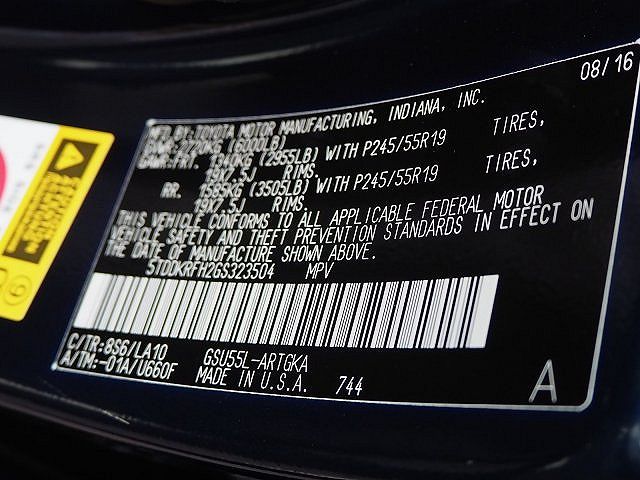 08/16
MFD.BY:TOYOTA MOTOR MANUFACTURING, INDIANA, INC.
GVWR: 2720KG (6000LB)
GAWR:FRT. 1340KG (2955LB) WITH P245/55R19 TIRES,
19X7.5J RIMS.
RR. 1585KG (3505LB) WITH P245/55R19 TIRES,
19X7.5J RIMS.
THIS VEHICLE CONFORMS TO ALL APPLICABLE FEDERAL MOTOR
VEHICLE SAFETY AND THEFT PREVENTION STANDARDS IN EFFECT ON
THE DATE OF MANUFACTURE SHOWN ABOVE.
5TDDKRFH2GS323504 MPV
C/TR:8S6/LA10 GSU55L-ARTGKA
A/TM:-01A/U660F MADE IN U.S.A. 744
A